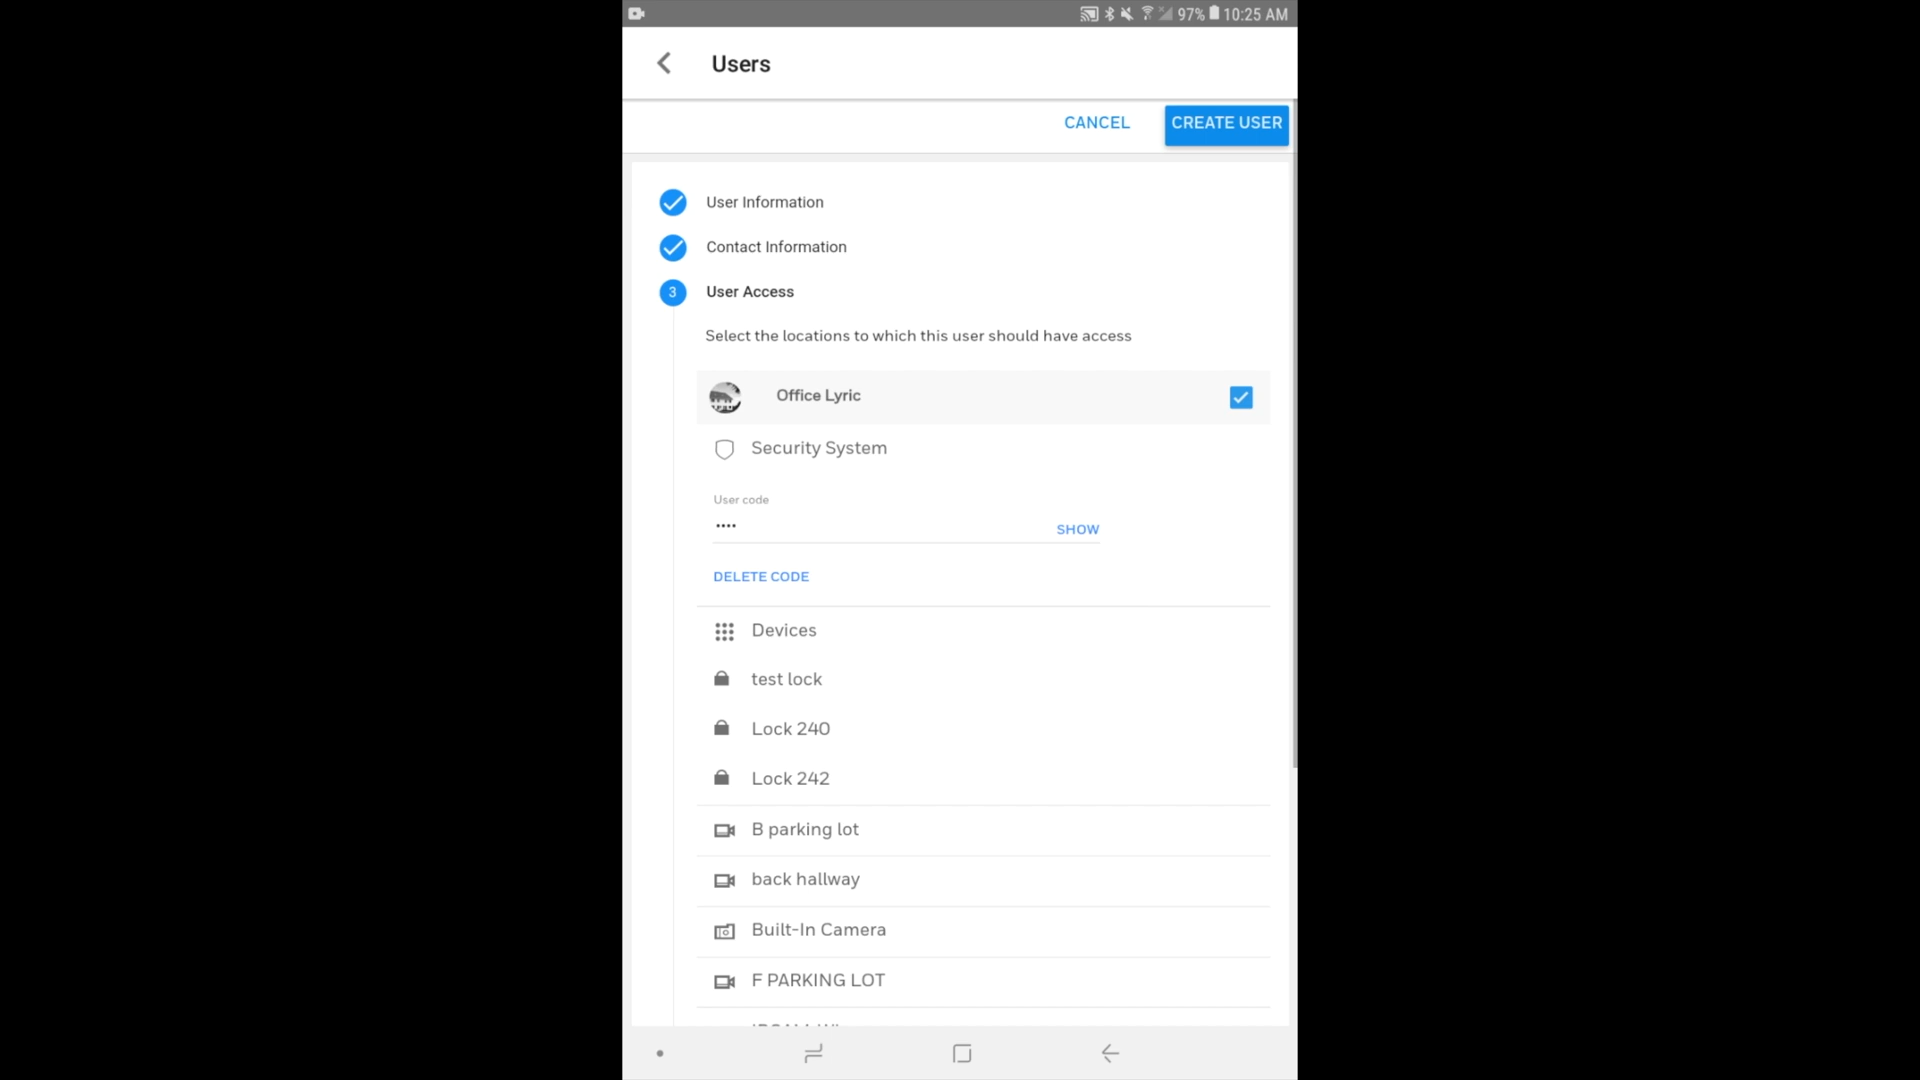 97% 10:25 AM
Users
CANCEL CREATE USER
User Information
Contact Information
3 User Access
Select the locations to which this user should have access
Office Lyric
Security System
User code
••••
SHOW
DELETE CODE
Devices
test lock
Lock 240
Lock 242
B parking lot
back hallway
Built-In Camera
F PARKING LOT